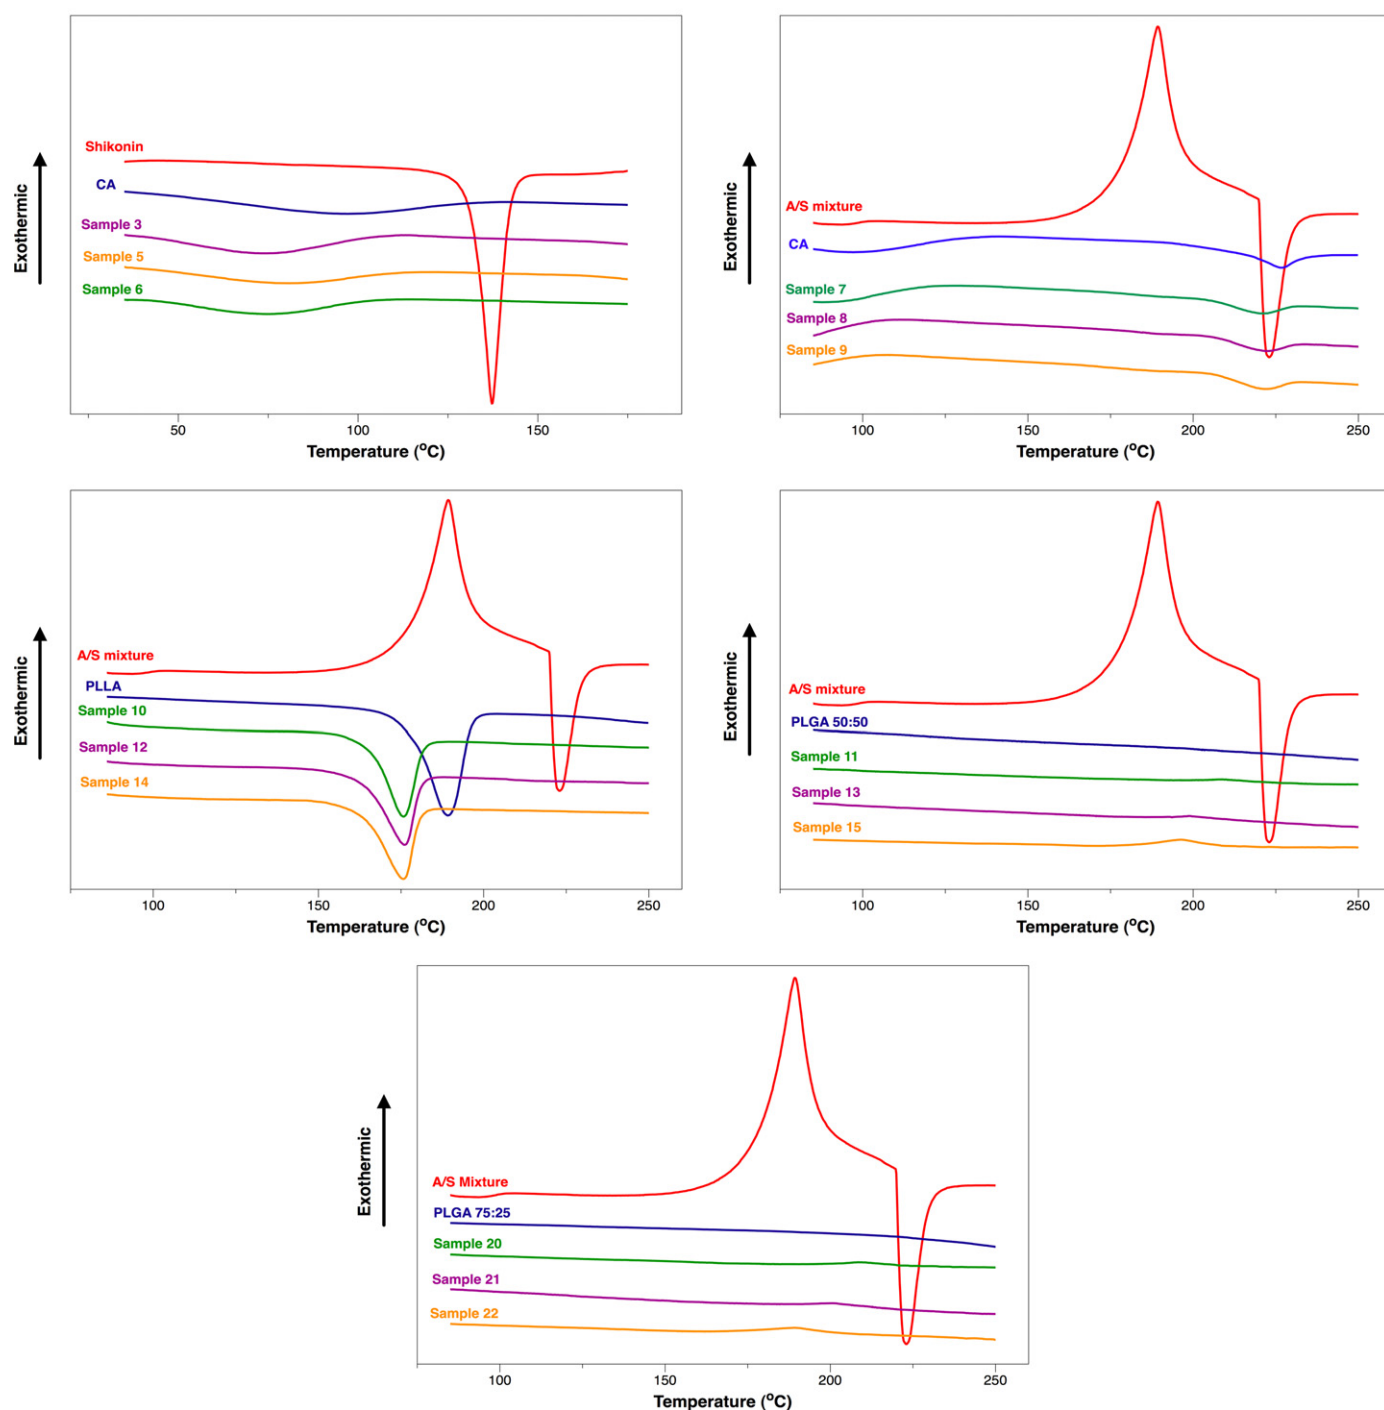 Exothermic
Shikonin
CA
Sample 3
Sample 5
Sample 6
50
100
150
Temperature (°C)
Exothermic
A/S mixture
CA
Sample 7
Sample 8
Sample 9
100
150
200
250
Temperature (°C)
Exothermic
A/S mixture
PLLA
Sample 10
Sample 12
Sample 14
100
150
200
250
Temperature (°C)
Exothermic
A/S mixture
PLGA 50:50
Sample 11
Sample 13
Sample 15
100
150
200
250
Temperature (°C)
Exothermic
A/S Mixture
PLGA 75:25
Sample 20
Sample 21
Sample 22
100
150
200
250
Temperature (°C)